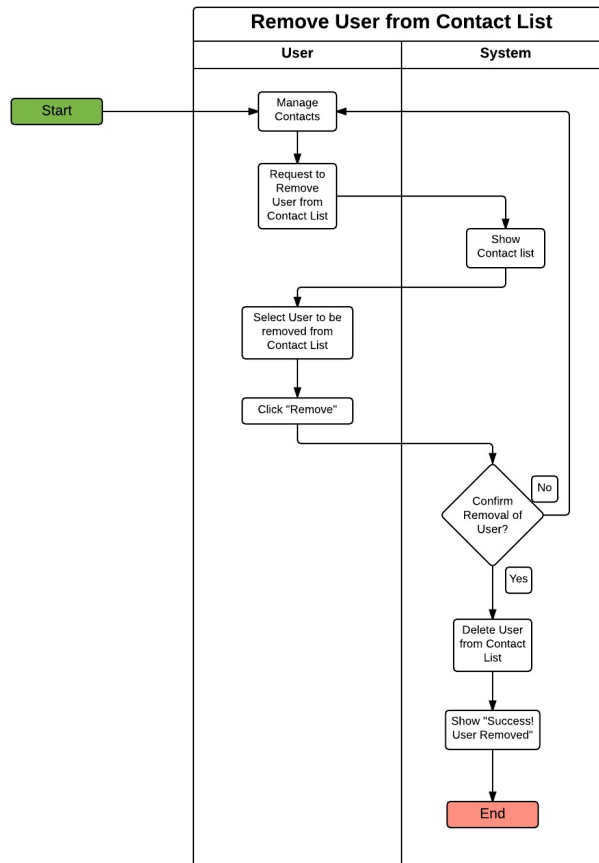 Remove User from Contact List
User
System
Start
Manage
Contacts
Request to
Remove
User from
Contact List
Show
Contact list
Select User to be
removed from
Contact List
Click "Remove"
Confirm
Removal of
User?
No
Yes
Delete User
from Contact
List
Show "Success!
User Removed"
End